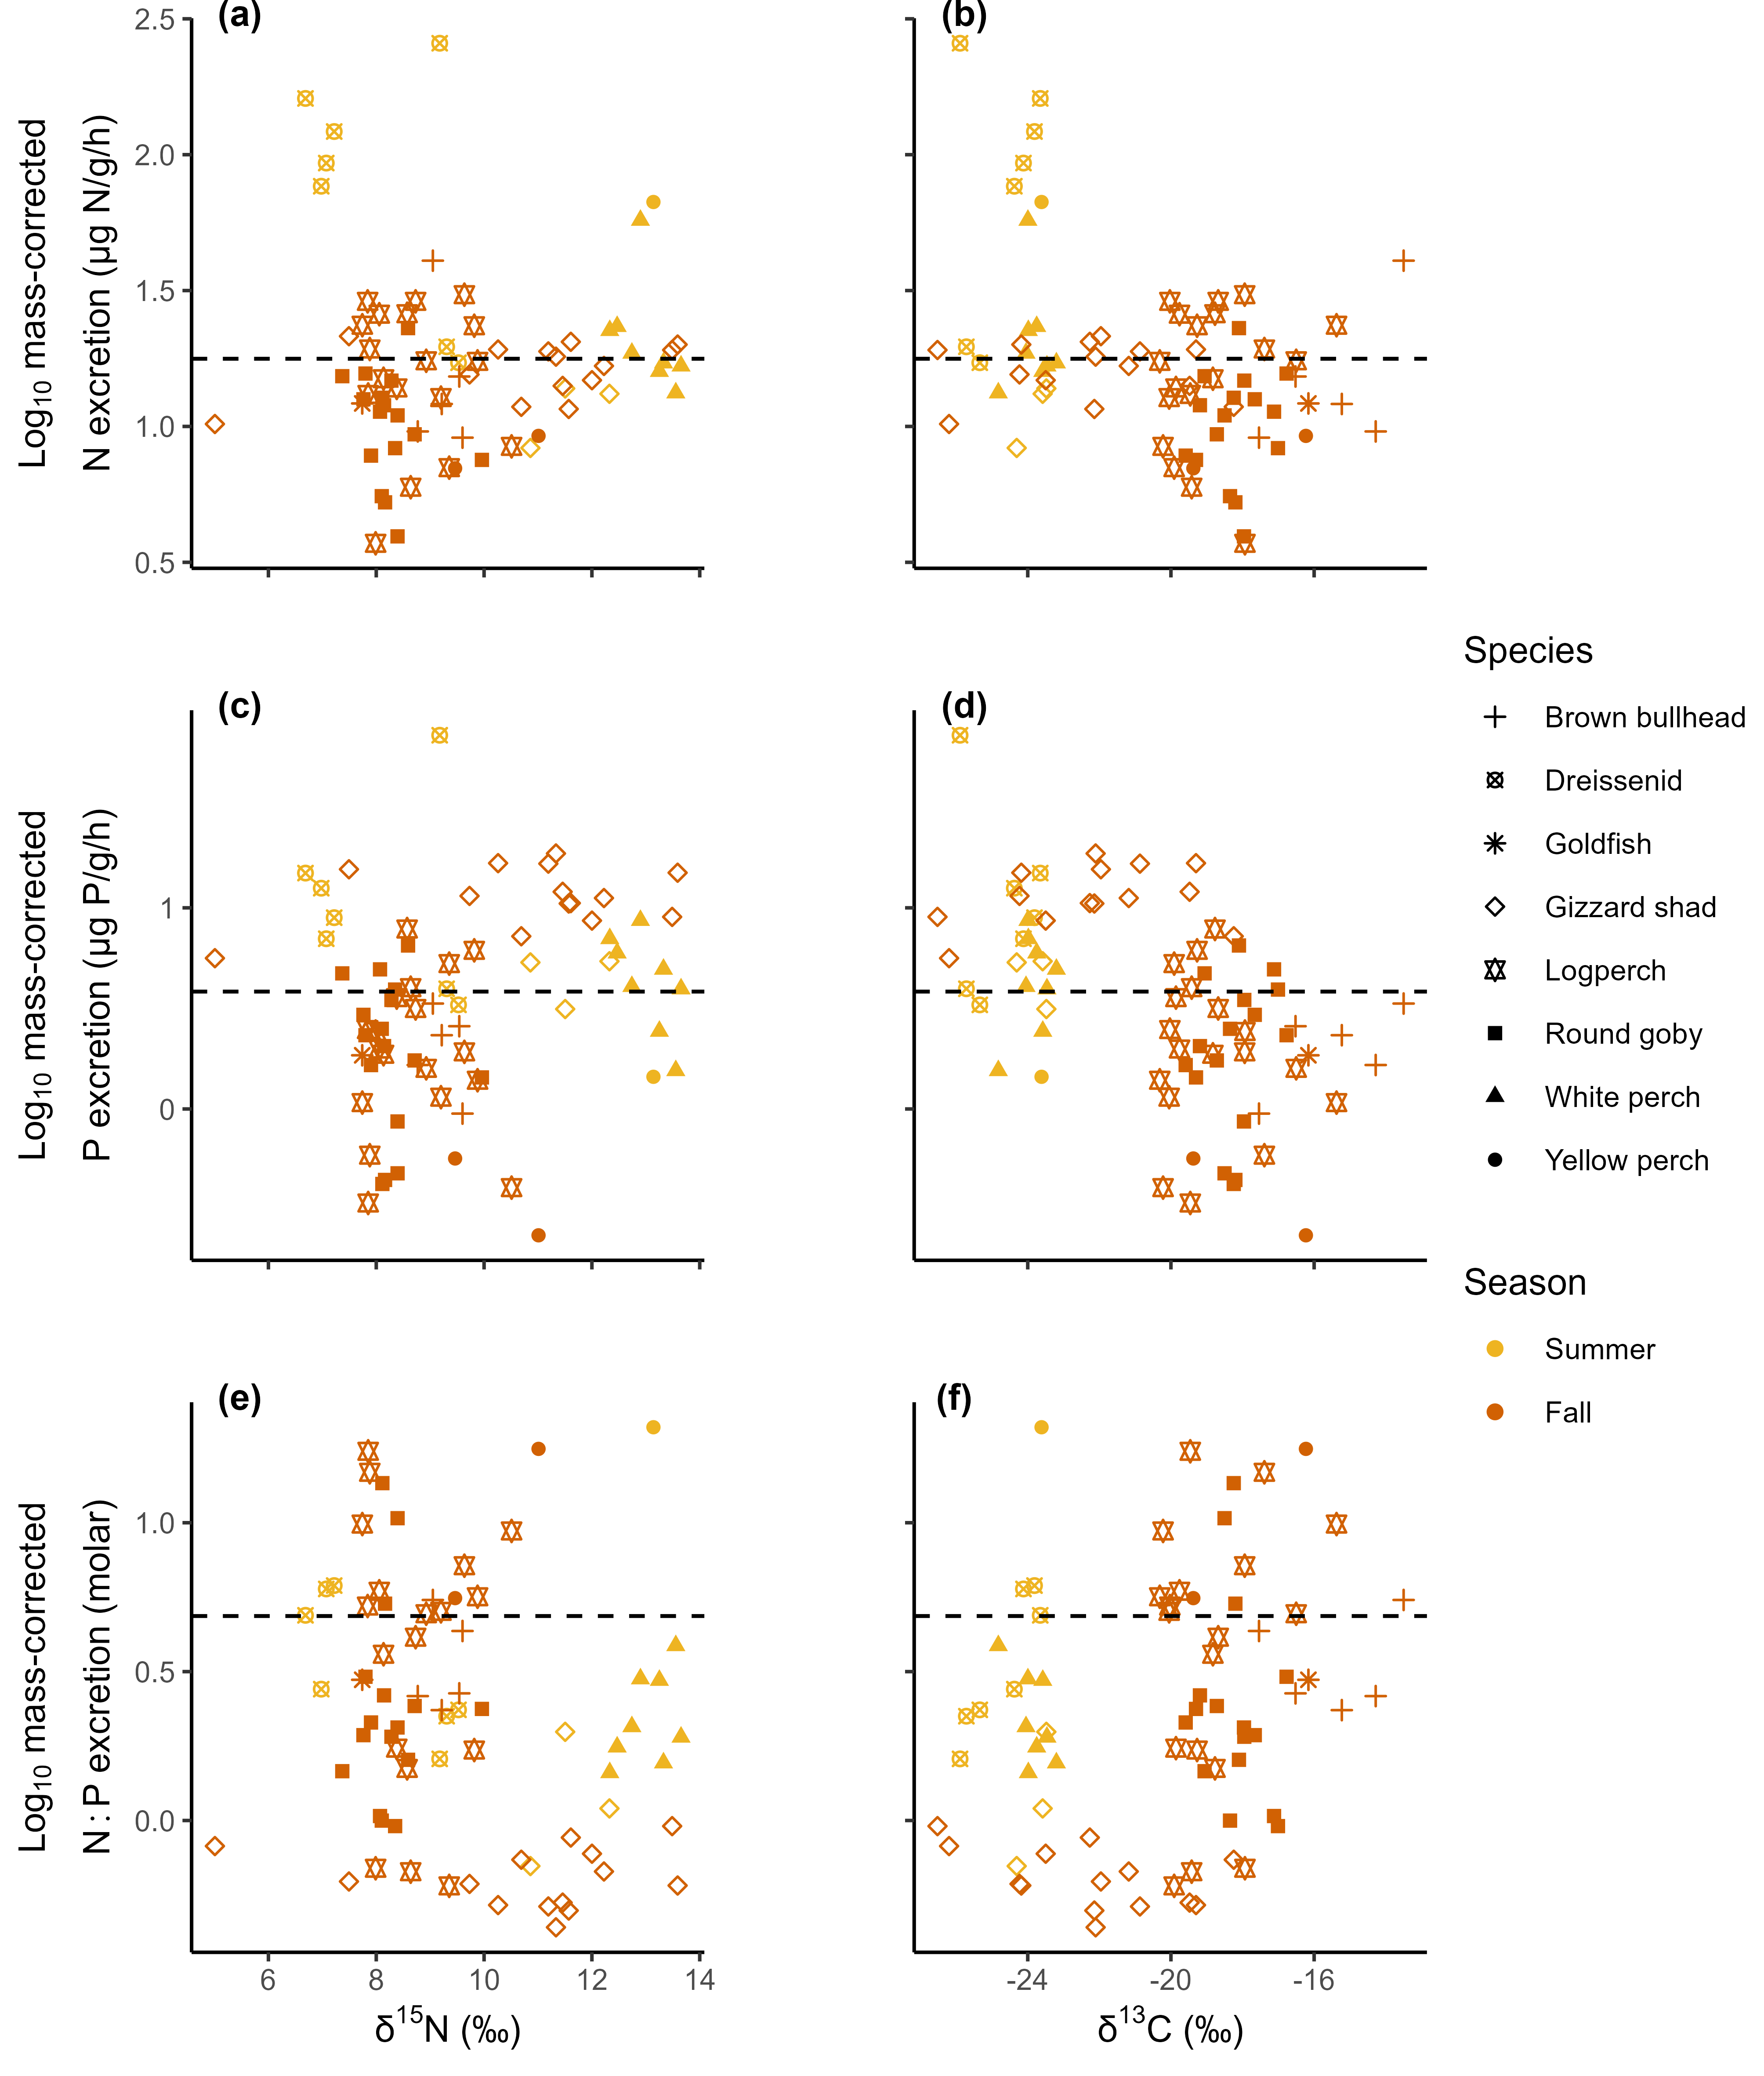 (a)
(b)
Log10 mass-corrected
N excretion (µg N/g/h)
2.5
2.0
1.5
1.0
0.5
(c)
(d)
Log10 mass-corrected
P excretion (µg P/g/h)
1
0
(e)
(f)
Log10 mass-corrected
N:P excretion (molar)
1.0
0.5
0.0
6 8 10 12 14
-24 -20 -16
δ15N (‰)
δ13C (‰)
Species
Brown bullhead
Dreissenid
Goldfish
Gizzard shad
Logperch
Round goby
White perch
Yellow perch
Season
Summer
Fall